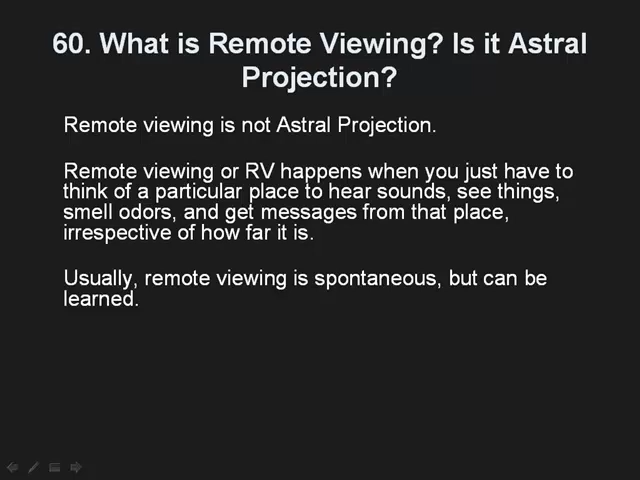 60. What is Remote Viewing? Is it Astral
Projection?
Remote viewing is not Astral Projection.
Remote viewing or RV happens when you just have to
think of a particular place to hear sounds, see things,
smell odors, and get messages from that place,
irrespective of how far it is.
Usually, remote viewing is spontaneous, but can be
learned.